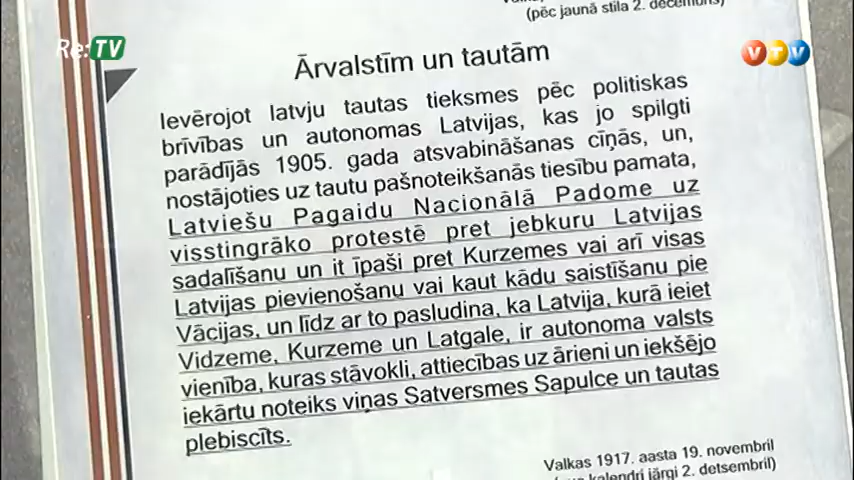 (pēc jaunā stila 2. decembris)
Re:TV
VTV
Ārvalstīm un tautām
Ievērojot latvju tautas tieksmes pēc politiskas
brīvības un autonomas Latvijas, kas jo spilgti
parādījās 1905. gada atsvabināšanas cīņās, un,
nostājoties uz tautu pašnoteikšanās tiesību pamata,
Latviešu Pagaidu Nacionālā Padome uz
visstingrāko protestē pret jebkuru Latvijas
sadalīšanu un it īpaši pret Kurzemes vai arī visas
Latvijas pievienošanu vai kaut kādu saistīšanu pie
Vācijas, un līdz ar to pasludina, ka Latvija, kurā ieiet
Vidzeme, Kurzeme un Latgale, ir autonoma valsts
vienība, kuras stāvokli, attiecības uz ārieni un iekšējo
iekārtu noteiks viņas Satversmes Sapulce un tautas
plebiscīts.
Valkas 1917. aasta 19. novembril
kalendri järgi 2. detsembril)